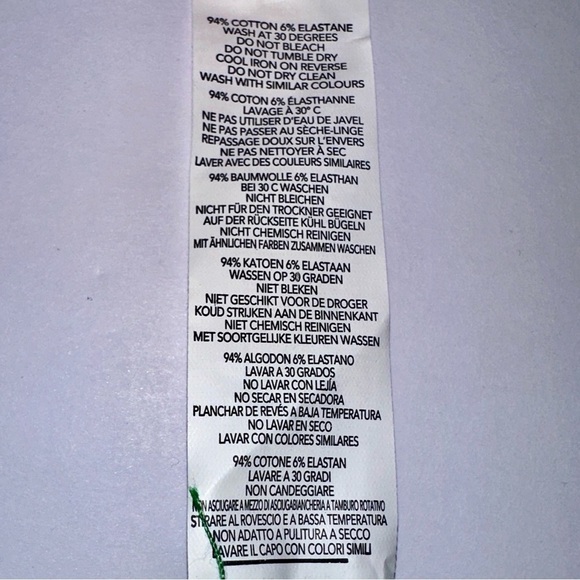 94% COTTON 6% ELASTANE
WASH AT 30 DEGREES
DO NOT BLEACH
DO NOT TUMBLE DRY
COOL IRON ON REVERSE
DO NOT DRY CLEAN
WASH WITH SIMILAR COLOURS
94% COTON 6% ÉLASTHANNE
LAVAGE À 30° C
NE PAS UTILISER D'EAU DE JAVEL
NE PAS PASSER AU SÈCHE-LINGE
REPASSAGE DOUX SUR L'ENVERS
NE PAS NETTOYER À SEC
LAVER AVEC DES COULEURS SIMILAIRES
94% BAUMWOLLE 6% ELASTHAN
BEI 30 C WASCHEN
NICHT BLEICHEN
NICHT FÜR DEN TROCKNER GEEIGNET
AUF DER RÜCKSEITE KÜHL BÜGELN
NICHT CHEMISCH REINIGEN
MIT ÄHNLICHEN FARBEN ZUSAMMEN WASCHEN
94% KATOEN 6% ELASTAAN
WASSEN OP 30 GRADEN
NIET BLEKEN
NIET GESCHIKT VOOR DE DROGER
KOUD STRIJKEN AAN DE BINNENKANT
NIET CHEMISCH REINIGEN
MET SOORTGELIJKE KLEUREN WASSEN
94% ALGODON 6% ELASTANO
LAVAR A 30 GRADOS
NO LAVAR CON LEJÍA
NO SECAR EN SECADORA
PLANCHAR DE REVÉS A BAJA TEMPERATURA
NO LAVAR EN SECO
LAVAR CON COLORES SIMILARES
94% COTONE 6% ELASTAN
LAVARE A 30 GRADI
NON CANDEGGIARE
NON ASCIUGARE A MEZZO DI ASCIUGABIANCHERIA A TAMBURO ROTATIVO
STIRARE AL ROVESCIO E A BASSA TEMPERATURA
NON ADATTO A PULITURA A SECCO
LAVARE IL CAPO CON COLORI SIMILI